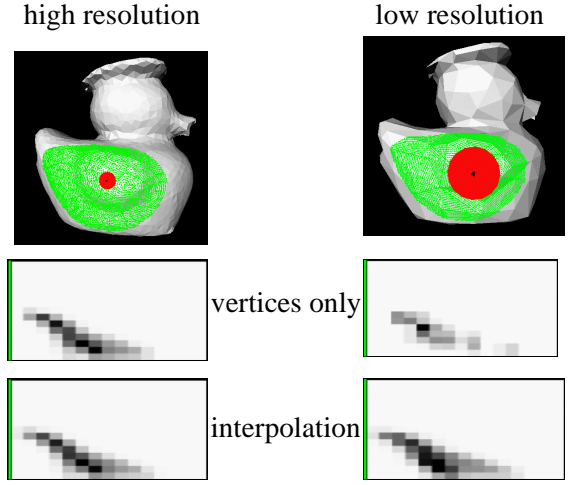 high resolution
low resolution
vertices only
interpolation